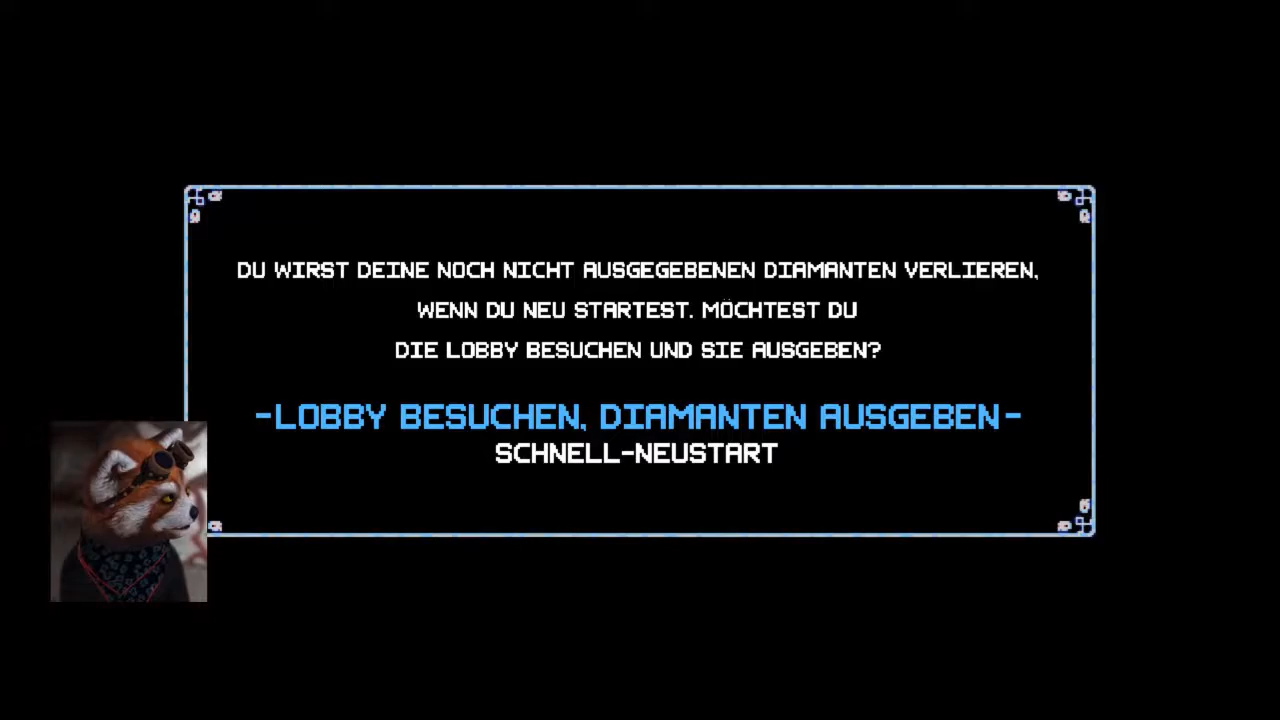 DU WIRST DEINE NOCH NICHT AUSGEGEBENEN DIAMANTEN VERLIEREN,
WENN DU NEU STARTEST. MÖCHTEST DU
DIE LOBBY BESUCHEN UND SIE AUSGEBEN?
-LOBBY BESUCHEN, DIAMANTEN AUSGEBEN-
SCHNELL-NEUSTART